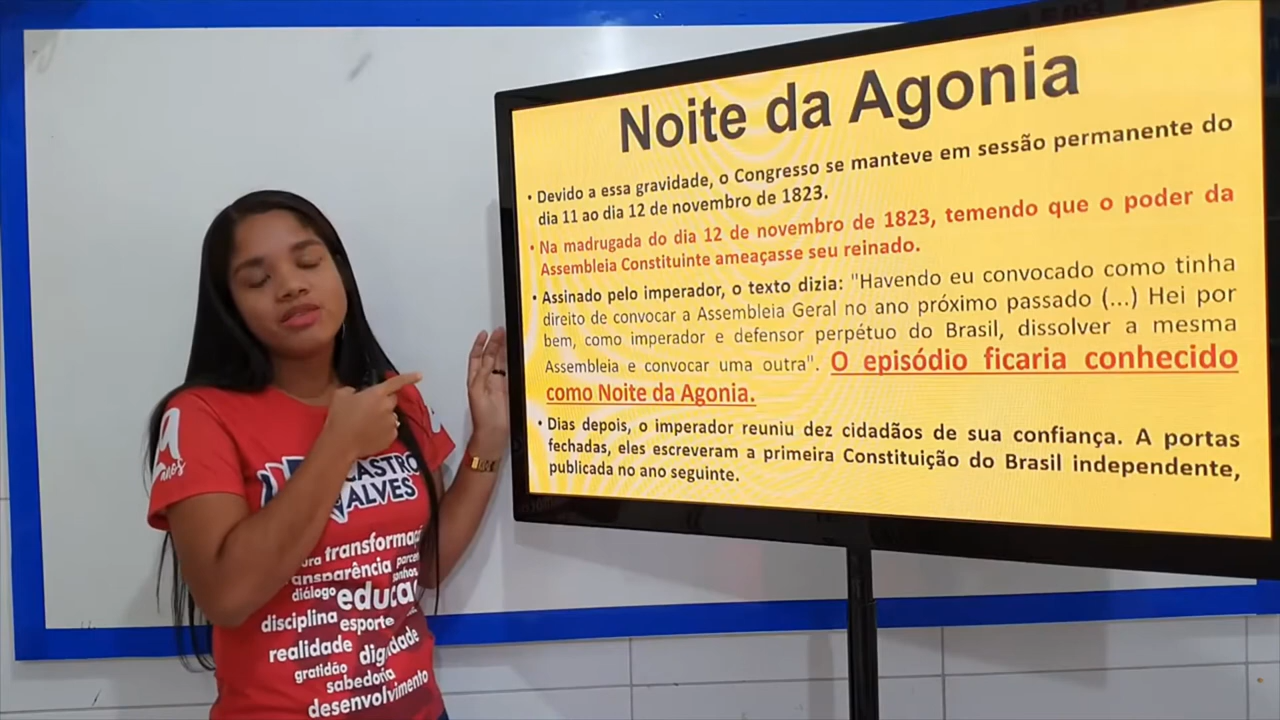 Noite da Agonia
• Devido a essa gravidade, o Congresso se manteve em sessão permanente do
dia 11 ao dia 12 de novembro de 1823.
• Na madrugada do dia 12 de novembro de 1823, temendo que o poder da
Assembleia Constituinte ameaçasse seu reinado.
• Assinado pelo imperador, o texto dizia: "Havendo eu convocado como tinha
direito de convocar a Assembleia Geral no ano próximo passado (...) Hei por
bem, como imperador e defensor perpétuo do Brasil, dissolver a mesma
Assembleia e convocar uma outra". O episódio ficaria conhecido
como Noite da Agonia.
• Dias depois, o imperador reuniu dez cidadãos de sua confiança. A portas
fechadas, eles escreveram a primeira Constituição do Brasil independente,
publicada no ano seguinte.
CASTRO
ALVES
transformaç
diálogo educa
disciplina esporte
realidade dignidade
gratidão
sabedoria
desenvolvimento